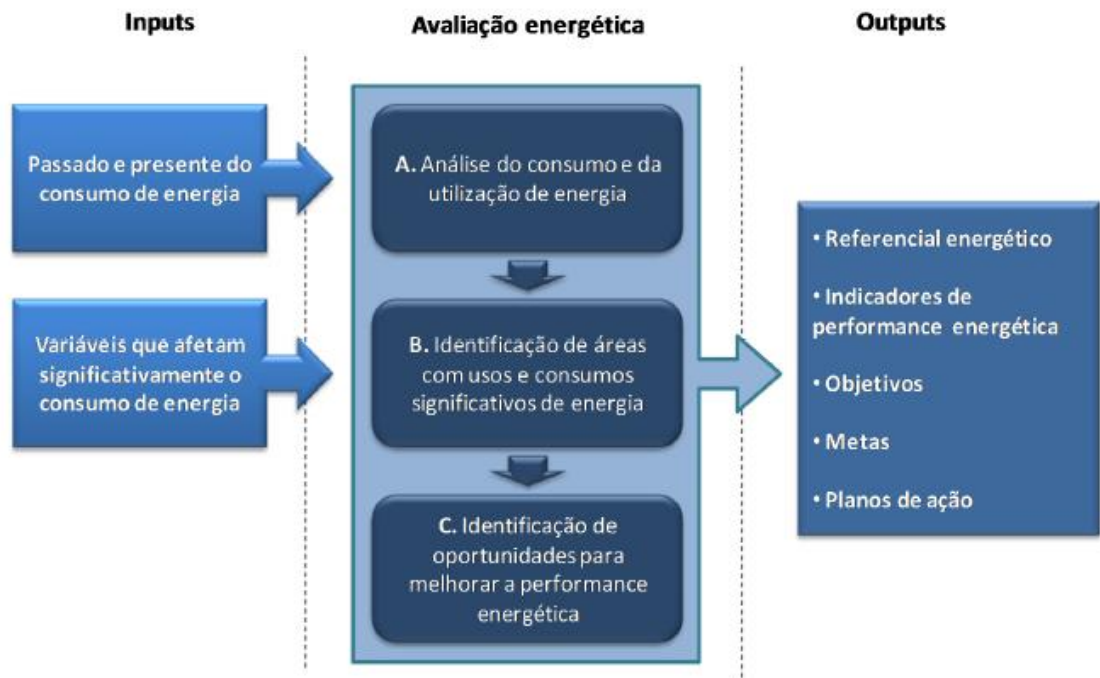 Inputs
Avaliação energética
Outputs
Passado e presente do
consumo de energia
Variáveis que afetam
significativamente o
consumo de energia
A. Análise do consumo e da
utilização de energia
B. Identificação de áreas
com usos e consumos
significativos de energia
C. Identificação de
oportunidades para
melhorar a performance
energética
• Referencial energético
• Indicadores de
performance energética
• Objetivos
• Metas
• Planos de ação